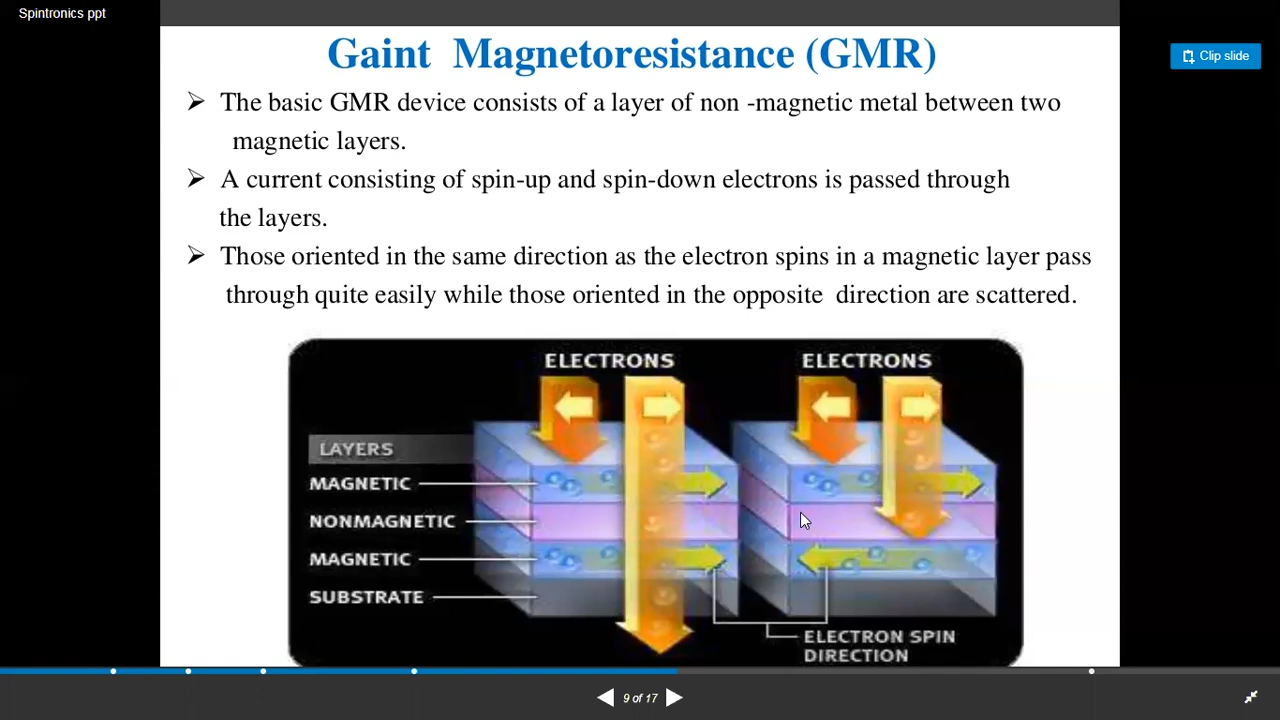 Spintronics ppt
Clip slide
Gaint Magnetoresistance (GMR)
➢ The basic GMR device consists of a layer of non -magnetic metal between two
magnetic layers.
➢ A current consisting of spin-up and spin-down electrons is passed through
the layers.
➢ Those oriented in the same direction as the electron spins in a magnetic layer pass
through quite easily while those oriented in the opposite direction are scattered.
ELECTRONS
ELECTRONS
LAYERS
MAGNETIC
NONMAGNETIC
MAGNETIC
SUBSTRATE
ELECTRON SPIN
DIRECTION
9 of 17